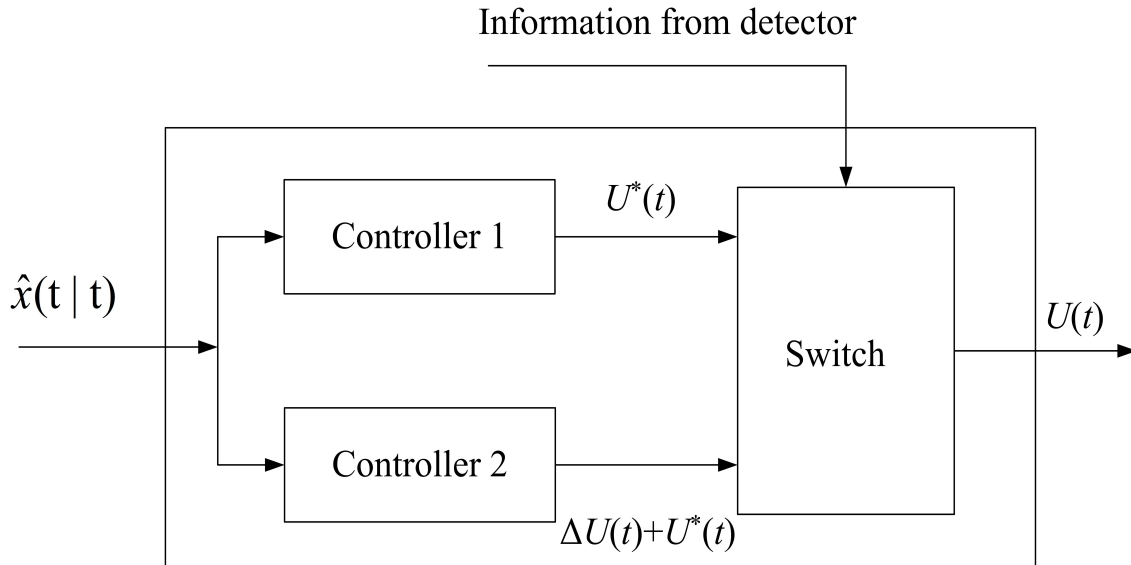 Information from detector
U*(t)
Controller 1
x̂(t | t)
U(t)
Switch
Controller 2
ΔU(t)+U*(t)